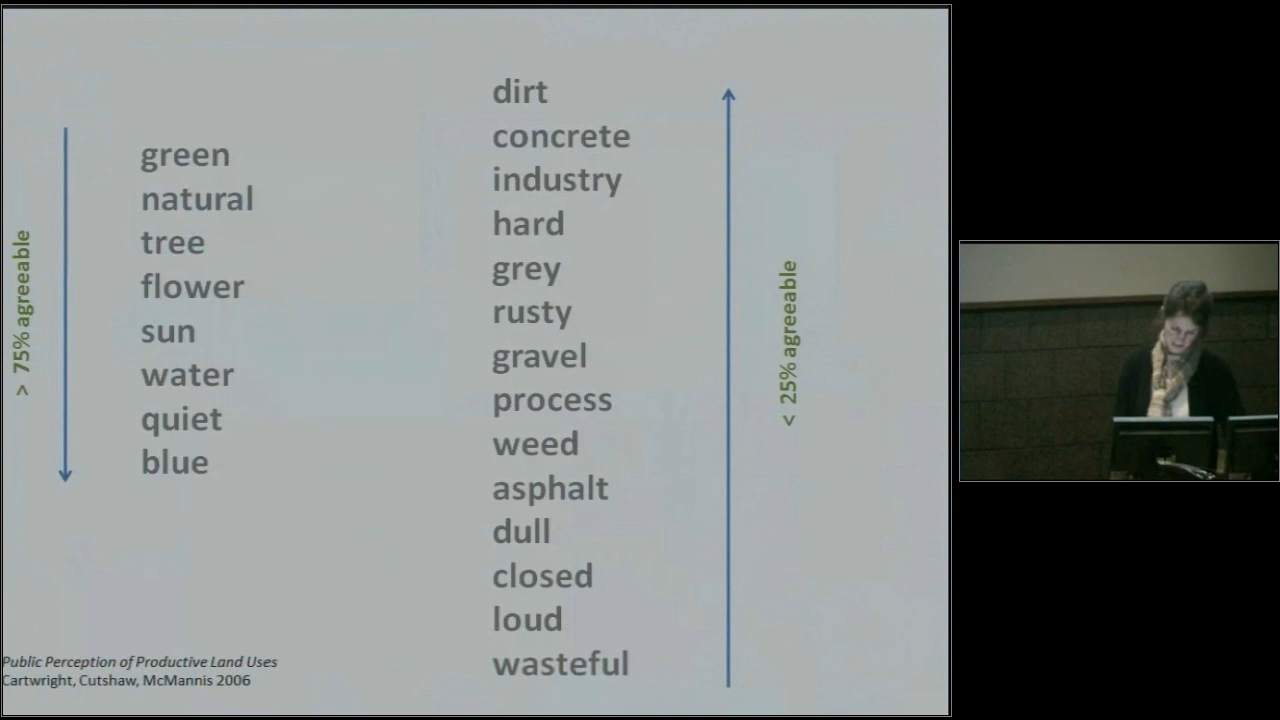 > 75% agreeable
green
natural
tree
flower
sun
water
quiet
blue
dirt
concrete
industry
hard
grey
rusty
gravel
process
weed
asphalt
dull
closed
loud
wasteful
< 25% agreeable
Public Perception of Productive Land Uses
Cartwright, Cutshaw, McMannis 2006